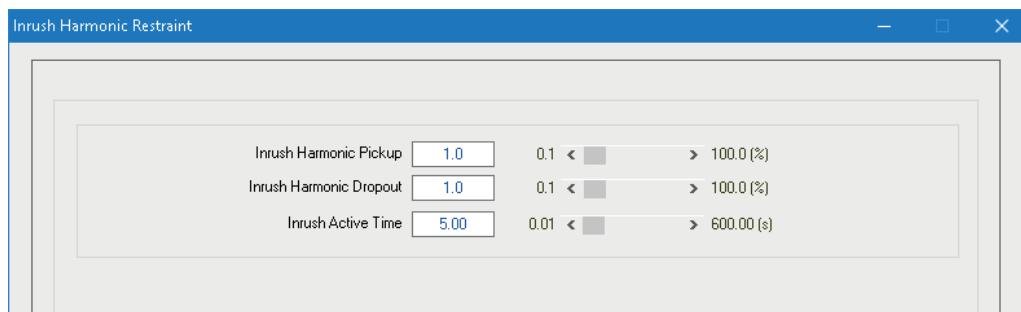 Inrush Harmonic Restraint
Inrush Harmonic Pickup 1.0 0.1 < > 100.0 (%)
Inrush Harmonic Dropout 1.0 0.1 < > 100.0 (%)
Inrush Active Time 5.00 0.01 < > 600.00 (s)